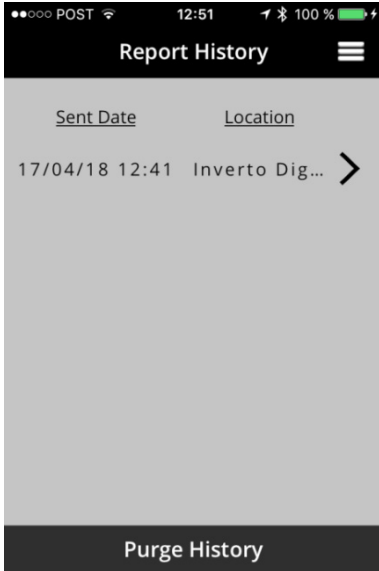 POST 12:51 100 %
Report History
Sent Date Location
17/04/18 12:41 Inverto Dig...
Purge History